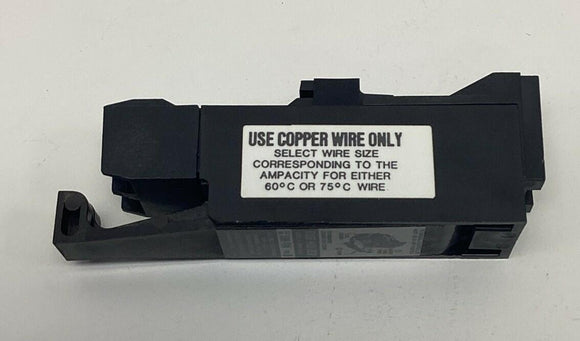 USE COPPER WIRE ONLY
SELECT WIRE SIZE
CORRESPONDING TO THE
AMPACITY FOR EITHER
60°C OR 75°C WIRE